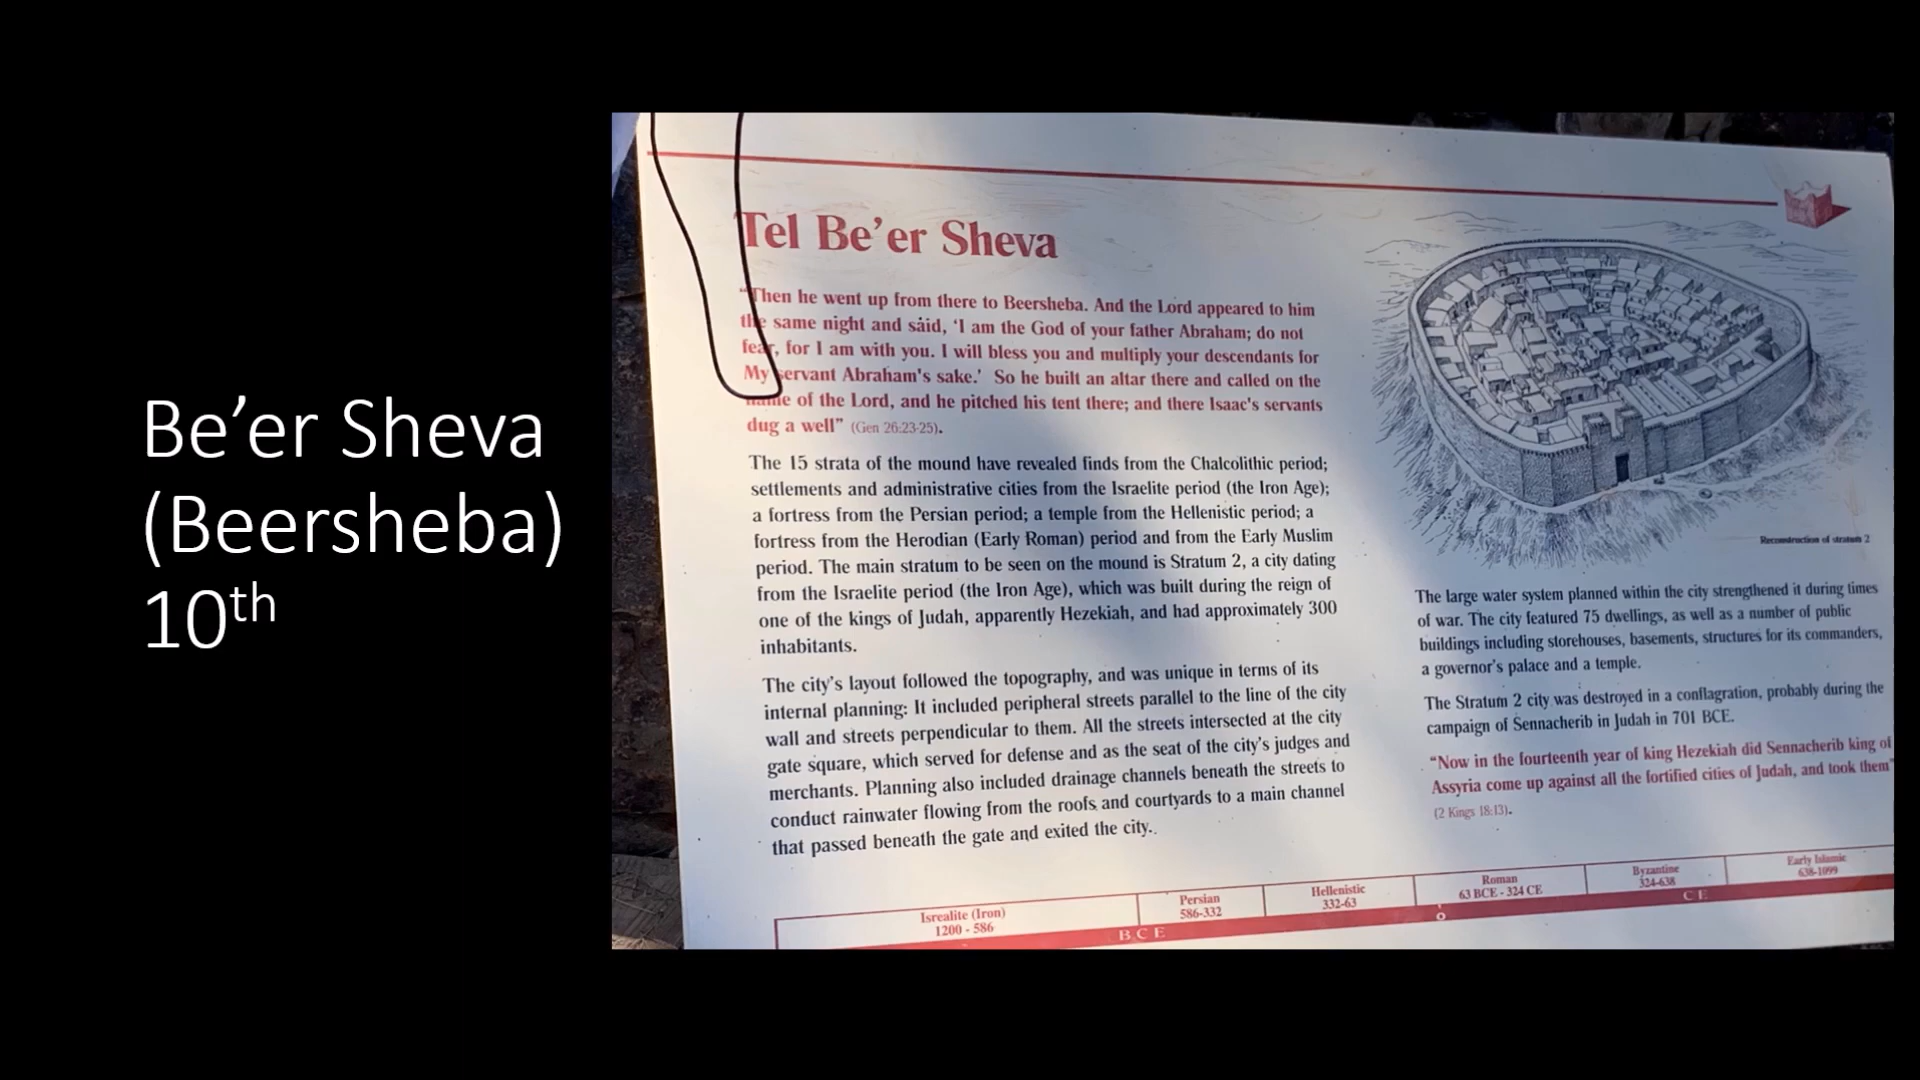 Be’er Sheva
(Beersheba)
10th
Tel Be’er Sheva
“Then he went up from there to Beersheba. And the Lord appeared to him
the same night and said, ‘I am the God of your father Abraham; do not
fear, for I am with you. I will bless you and multiply your descendants for
My servant Abraham's sake.’ So he built an altar there and called on the
name of the Lord, and he pitched his tent there; and there Isaac's servants
dug a well” (Gen 26:23-25).
The 15 strata of the mound have revealed finds from the Chalcolithic period;
settlements and administrative cities from the Israelite period (the Iron Age);
a fortress from the Persian period; a temple from the Hellenistic period; a
fortress from the Herodian (Early Roman) period and from the Early Muslim
period. The main stratum to be seen on the mound is Stratum 2, a city dating
from the Israelite period (the Iron Age), which was built during the reign of
one of the kings of Judah, apparently Hezekiah, and had approximately 300
inhabitants.
The city’s layout followed the topography, and was unique in terms of its
internal planning: It included peripheral streets parallel to the line of the city
wall and streets perpendicular to them. All the streets intersected at the city
gate square, which served for defense and as the seat of the city’s judges and
merchants. Planning also included drainage channels beneath the streets to
conduct rainwater flowing from the roofs and courtyards to a main channel
that passed beneath the gate and exited the city.
Reconstruction of stratum 2
The large water system planned within the city strengthened it during times
of war. The city featured 75 dwellings, as well as a number of public
buildings including storehouses, basements, structures for its commanders,
a governor’s palace and a temple.
The Stratum 2 city was destroyed in a conflagration, probably during the
campaign of Sennacherib in Judah in 701 BCE.
“Now in the fourteenth year of king Hezekiah did Sennacherib king of
Assyria come up against all the fortified cities of Judah, and took them”
(2 Kings 18:13).
Isrealite (Iron)
1200 - 586
Persian
586-332
Hellenistic
332-63
Roman
63 BCE - 324 CE
Byzantine
324-638
Early Islamic
638-1099
B.C E
0
C E